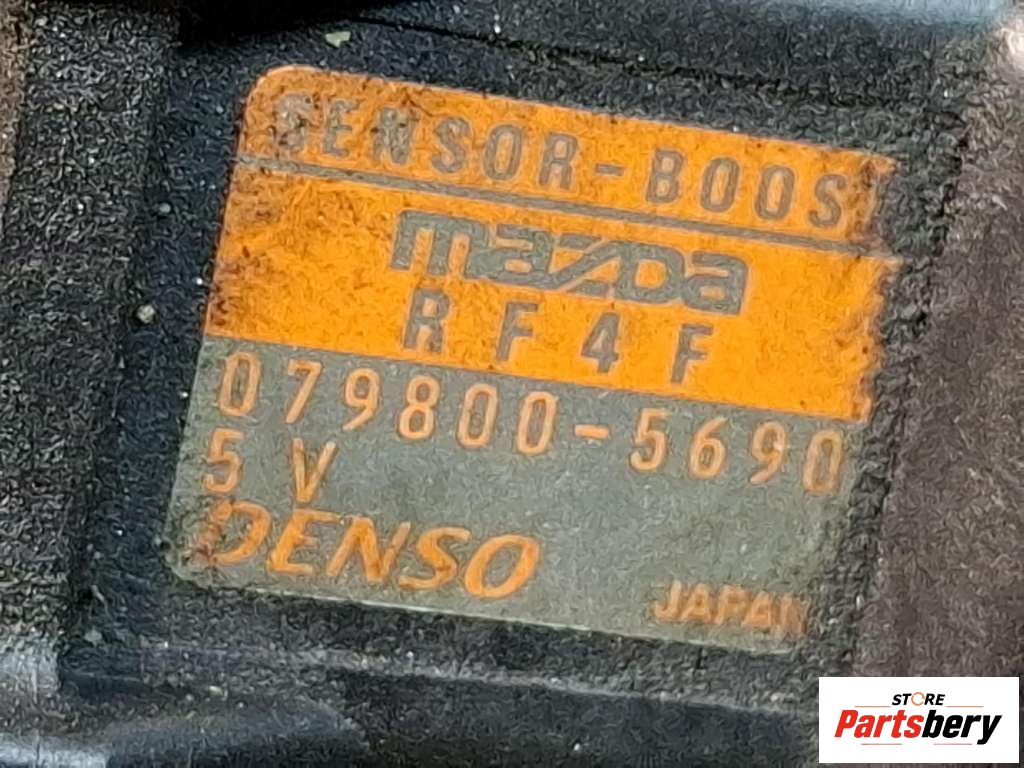 SENSOR-BOOST
mazda
RF4F
079800-5690
5V
DENSO
JAPAN
STORE
Partsbery